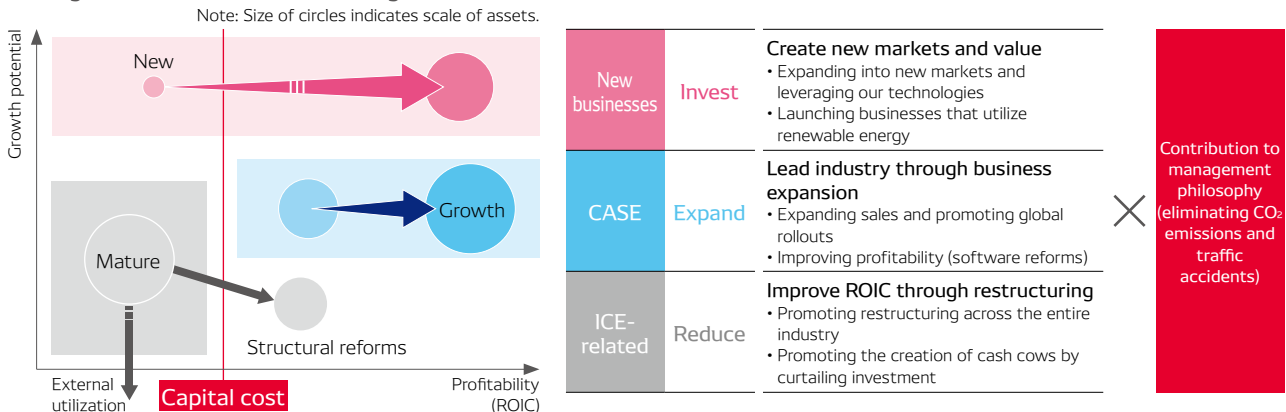 Note: Size of circles indicates scale of assets.
Growth potential
New
Growth
Mature
Structural reforms
External
utilization
Capital cost
Profitability
(ROIC)
New
businesses
Invest
Create new markets and value
• Expanding into new markets and
leveraging our technologies
• Launching businesses that utilize
renewable energy
CASE
Expand
Lead industry through business
expansion
• Expanding sales and promoting global
rollouts
• Improving profitability (software reforms)
ICE-
related
Reduce
Improve ROIC through restructuring
• Promoting restructuring across the entire
industry
• Promoting the creation of cash cows by
curtailing investment
Contribution to
management
philosophy
(eliminating CO₂
emissions and
traffic
accidents)